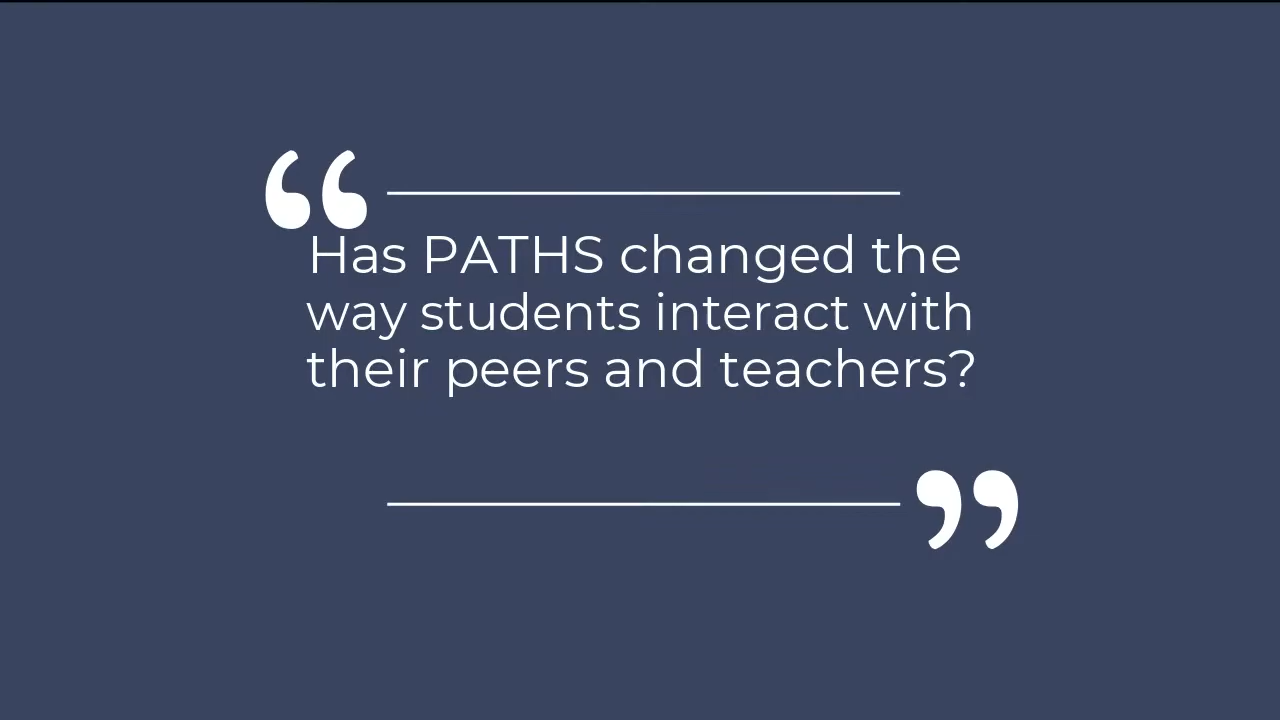 “
Has PATHS changed the
way students interact with
their peers and teachers?
”